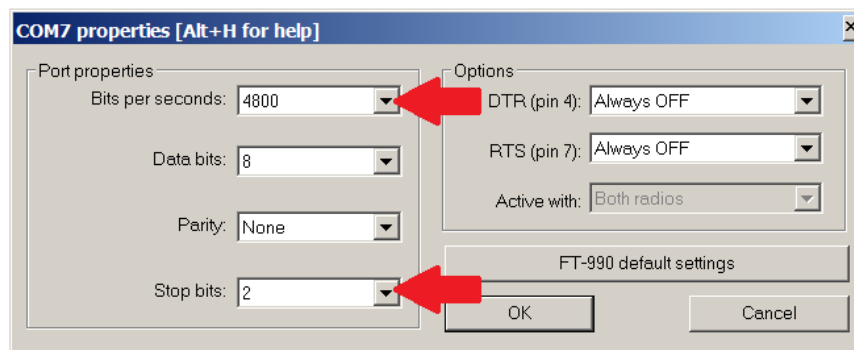 COM7 properties [Alt+H for help]
Port properties
Bits per seconds: 4800
Data bits: 8
Parity: None
Stop bits: 2
Options
DTR (pin 4): Always OFF
RTS (pin 7): Always OFF
Active with: Both radios
FT-990 default settings
OK
Cancel